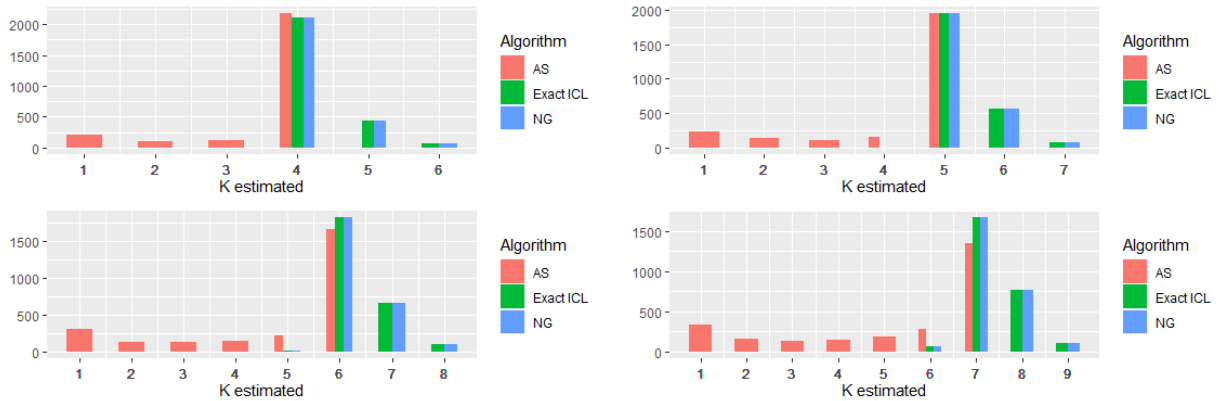 2000
1500
1000
500
0
1 2 3 4 5 6
K estimated
Algorithm
AS
Exact ICL
NG
2000
1500
1000
500
0
1 2 3 4 5 6 7
K estimated
Algorithm
AS
Exact ICL
NG
1500
1000
500
0
1 2 3 4 5 6 7 8
K estimated
Algorithm
AS
Exact ICL
NG
1500
1000
500
0
1 2 3 4 5 6 7 8 9
K estimated
Algorithm
AS
Exact ICL
NG